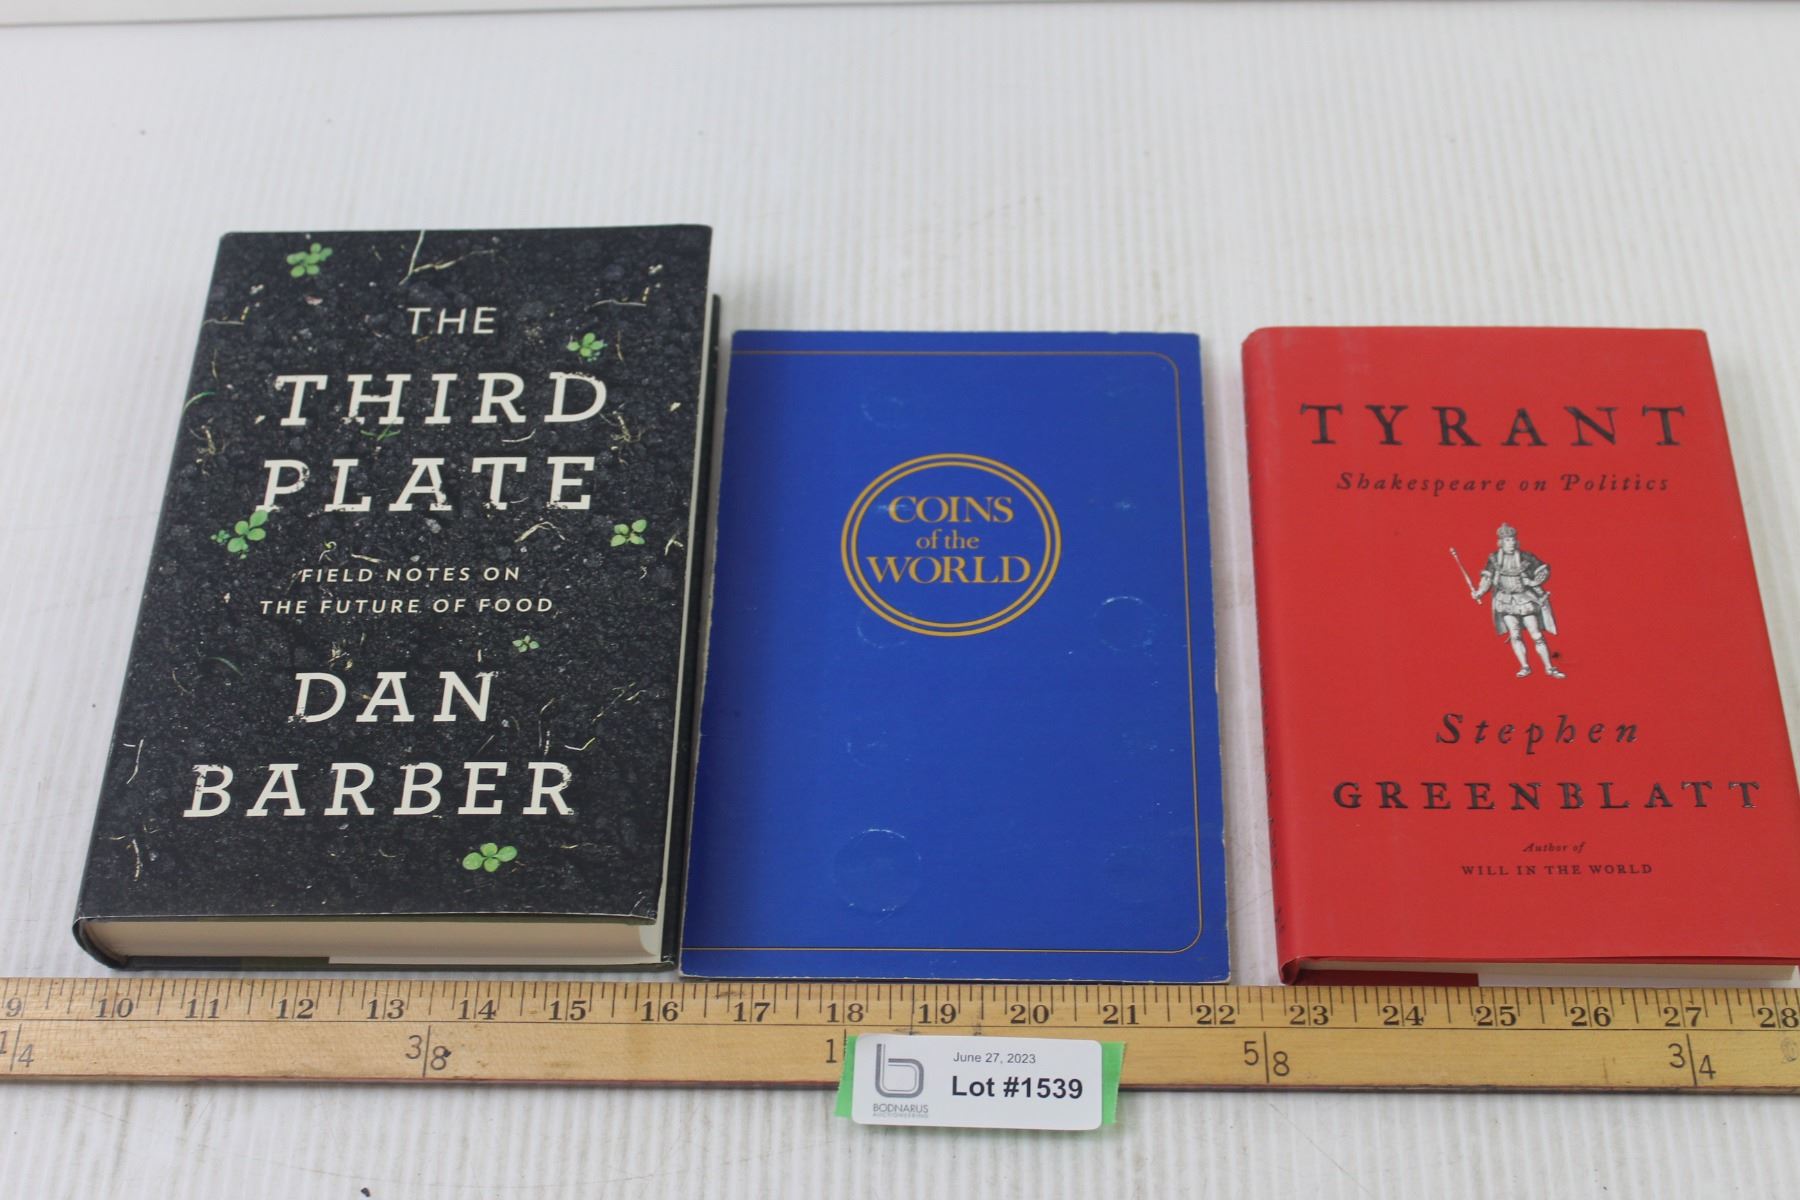 THE
THIRD
PLATE
FIELD NOTES ON
THE FUTURE OF FOOD
DAN
BARBER
COINS
of the
WORLD
TYRANT
Shakespeare on Politics
Stephen
GREENBLATT
Author of
WILL IN THE WORLD
9 10 11 12 13 14 15 16 17 18 19 20 21 22 23 24 25 26 27 28
1/4 3/8 1 5/8 3/4
June 27, 2023
Lot #1539
BODNARUS
AUCTIONEERING